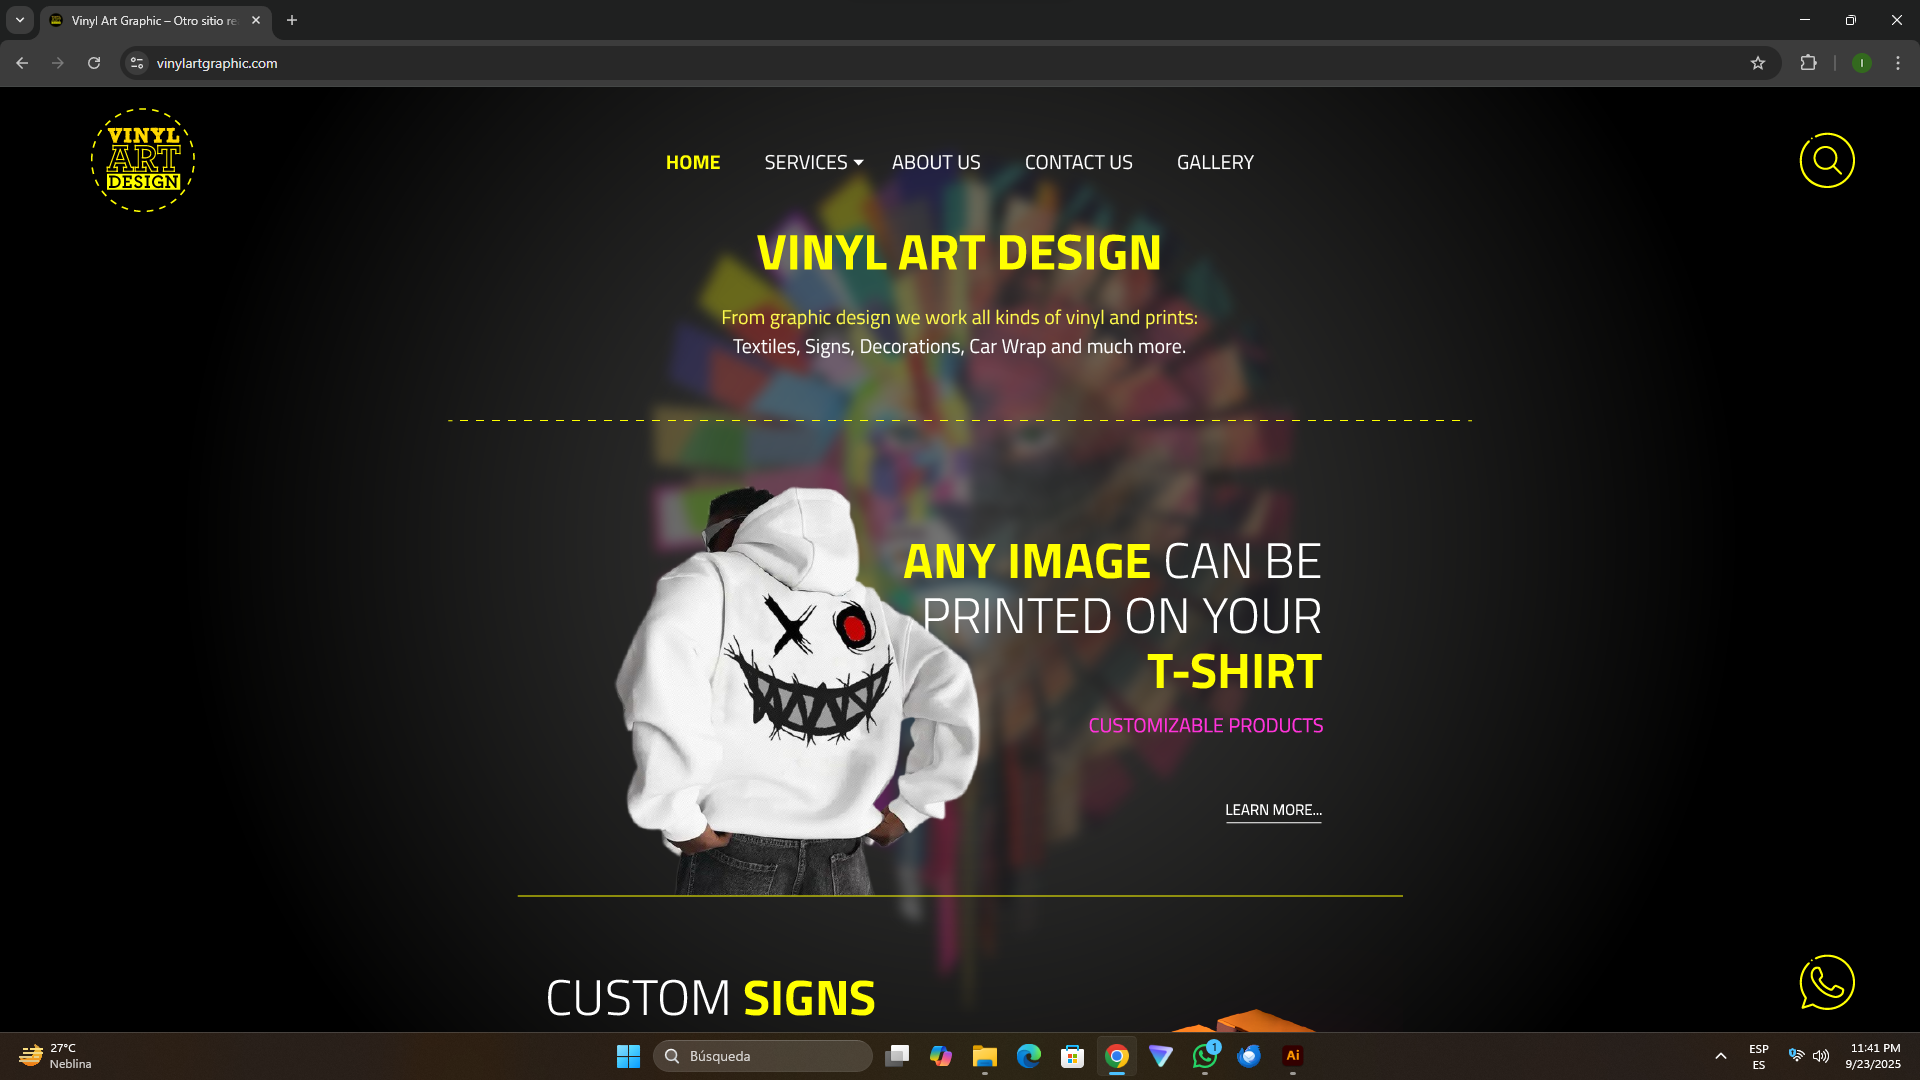 Vinyl Art Graphic – Otro sitio re
vinylartgraphic.com
I
VINYL
ART
DESIGN
HOME SERVICES ABOUT US CONTACT US GALLERY
VINYL ART DESIGN
From graphic design we work all kinds of vinyl and prints:
Textiles, Signs, Decorations, Car Wrap and much more.
ANY IMAGE CAN BE
PRINTED ON YOUR
T-SHIRT
CUSTOMIZABLE PRODUCTS
LEARN MORE...
CUSTOM SIGNS
27°C
Neblina
Búsqueda
1
Ai
ESP
ES
11:41 PM
9/23/2025